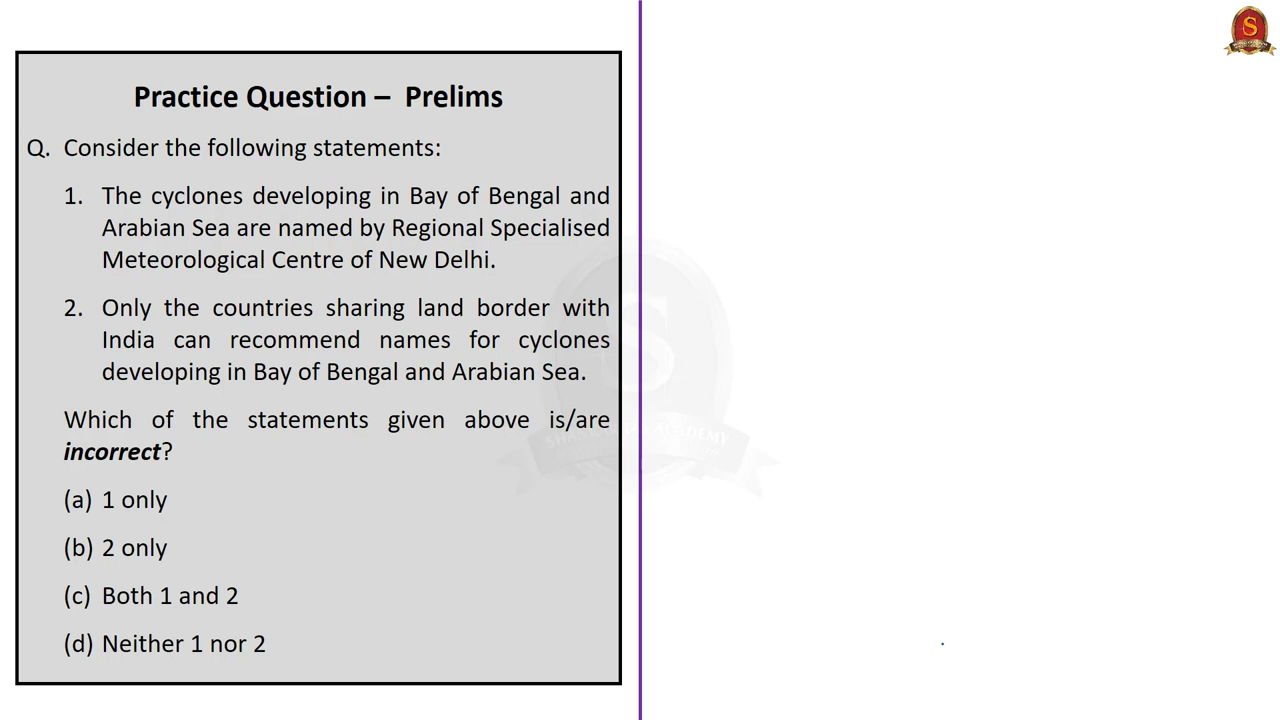 Practice Question – Prelims
Q. Consider the following statements:
1. The cyclones developing in Bay of Bengal and
Arabian Sea are named by Regional Specialised
Meteorological Centre of New Delhi.
2. Only the countries sharing land border with
India can recommend names for cyclones
developing in Bay of Bengal and Arabian Sea.
Which of the statements given above is/are
incorrect?
(a) 1 only
(b) 2 only
(c) Both 1 and 2
(d) Neither 1 nor 2
S